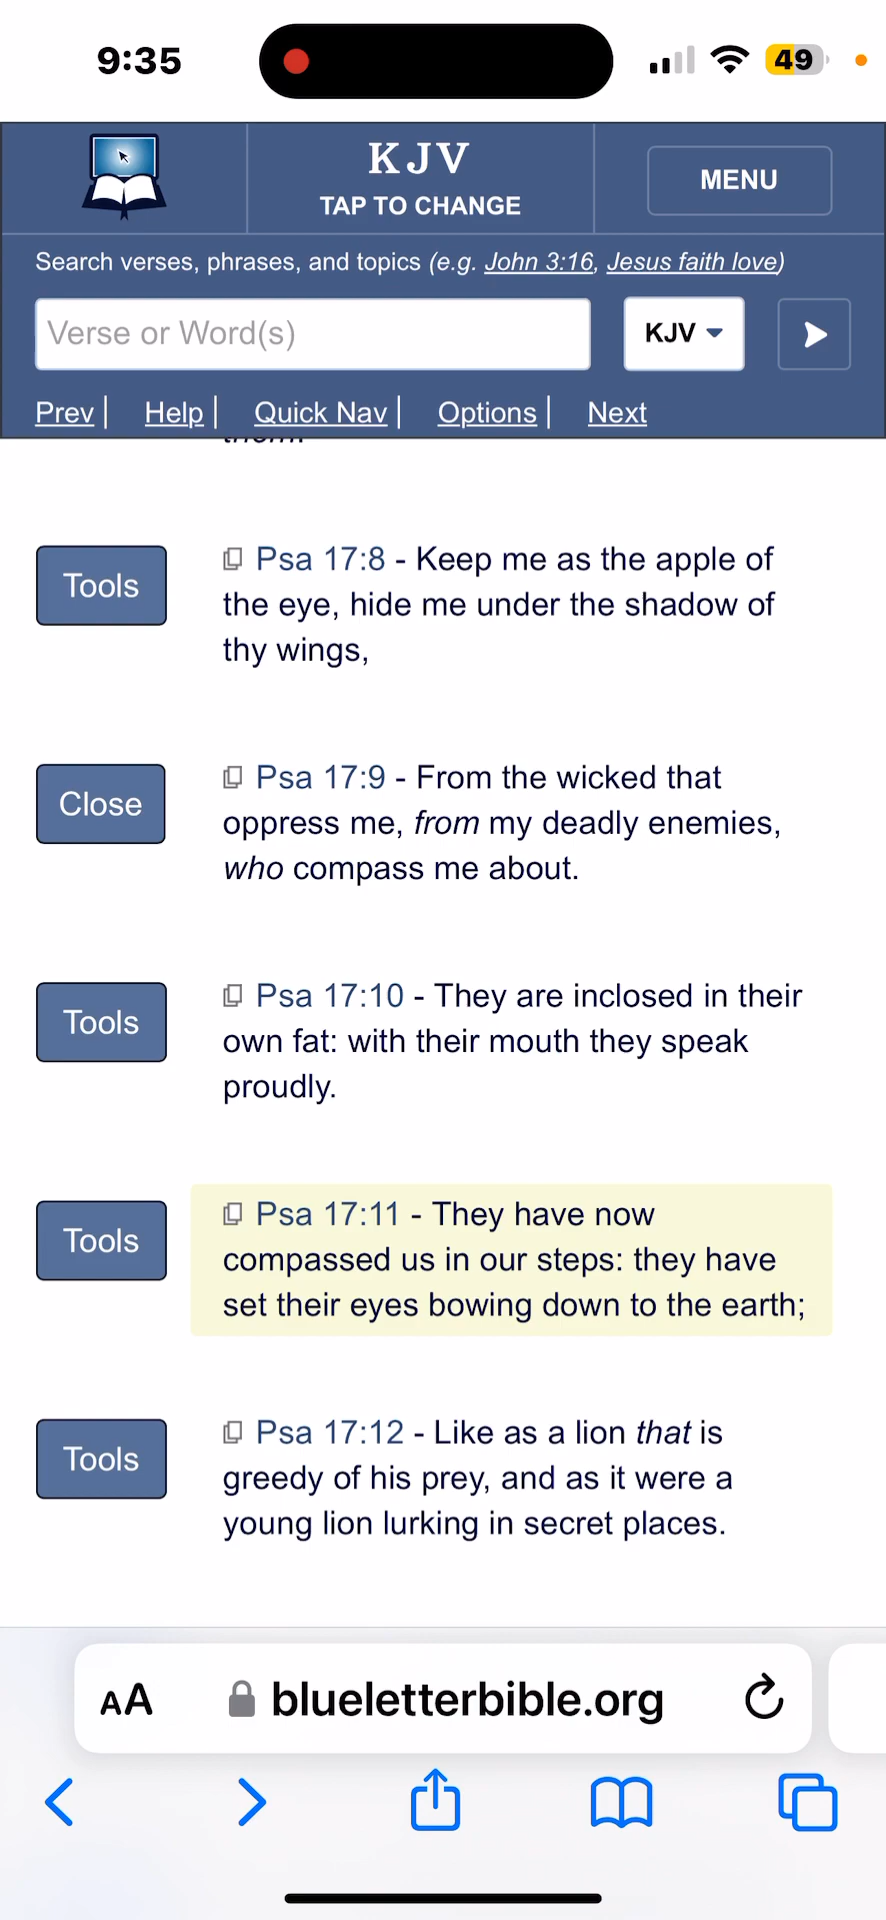 9:35
49
KJV
TAP TO CHANGE
MENU
Search verses, phrases, and topics (e.g. John 3:16, Jesus faith love)
Verse or Word(s)
KJV
Prev | Help | Quick Nav | Options | Next
Tools
Psa 17:8 - Keep me as the apple of
the eye, hide me under the shadow of
thy wings,
Close
Psa 17:9 - From the wicked that
oppress me, from my deadly enemies,
who compass me about.
Tools
Psa 17:10 - They are inclosed in their
own fat: with their mouth they speak
proudly.
Tools
Psa 17:11 - They have now
compassed us in our steps: they have
set their eyes bowing down to the earth;
Tools
Psa 17:12 - Like as a lion that is
greedy of his prey, and as it were a
young lion lurking in secret places.
AA blueletterbible.org